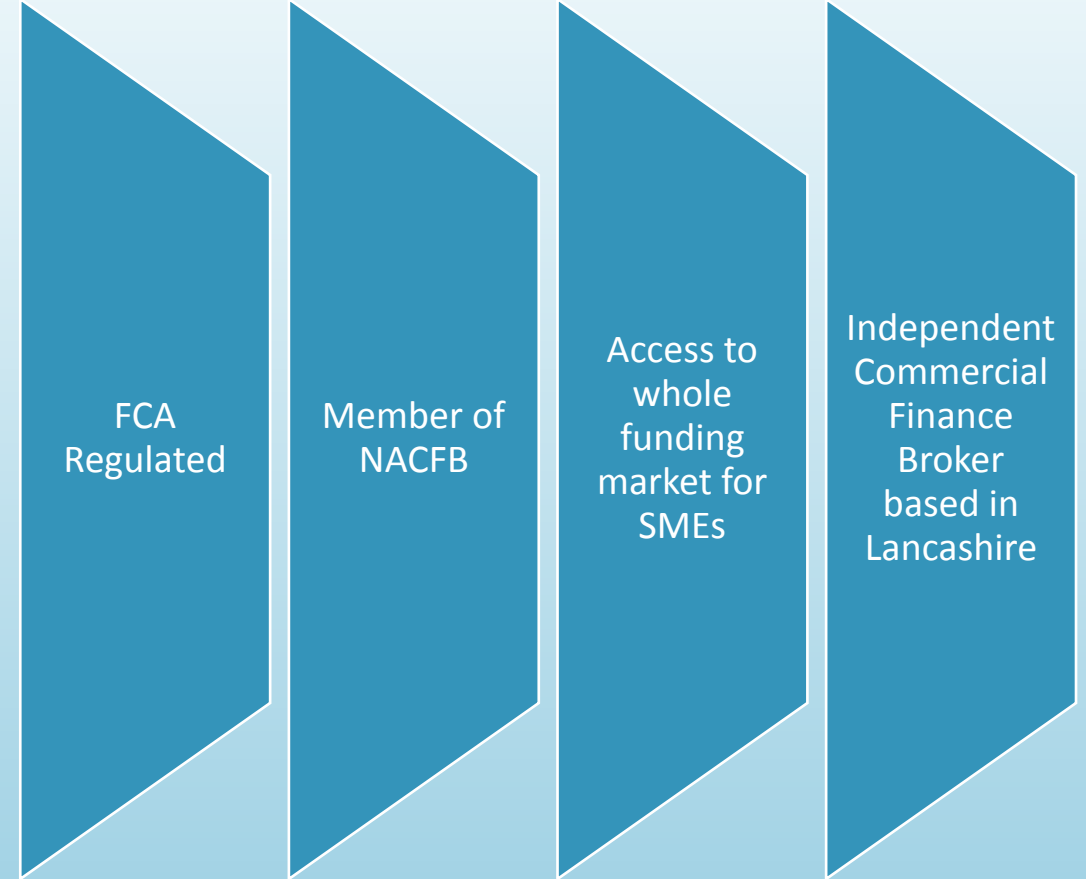 FCA
Regulated
Member of
NACFB
Access to
whole
funding
market for
SMEs
Independent
Commercial
Finance
Broker
based in
Lancashire